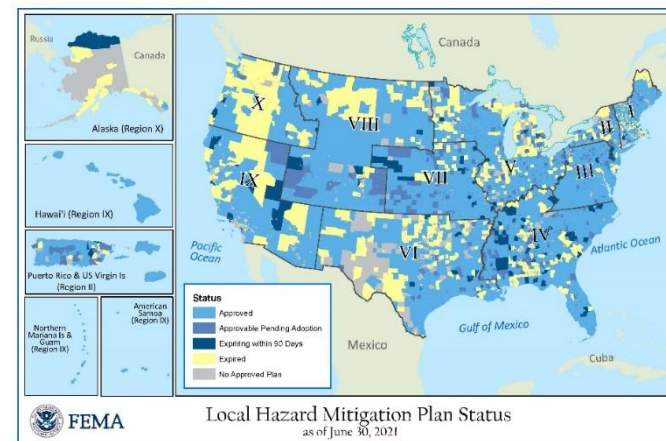 Russia
Canada
Alaska (Region X)
Hawai'i (Region IX)
Puerto Rico & US Virgin Is
(Region II)
Northern
Mariana Is &
Guam
(Region IX)
American
Samoa
(Region IX)
Canada
X
VIII
IX
VII
VI
V
IV
III
II
I
Pacific
Ocean
Atlantic Ocean
Gulf of Mexico
Mexico
Cuba
Status
Approved
Approvable Pending Adoption
Expriring within 90 Days
Expired
No Approved Plan
FEMA
Local Hazard Mitigation Plan Status
as of June 30, 2021